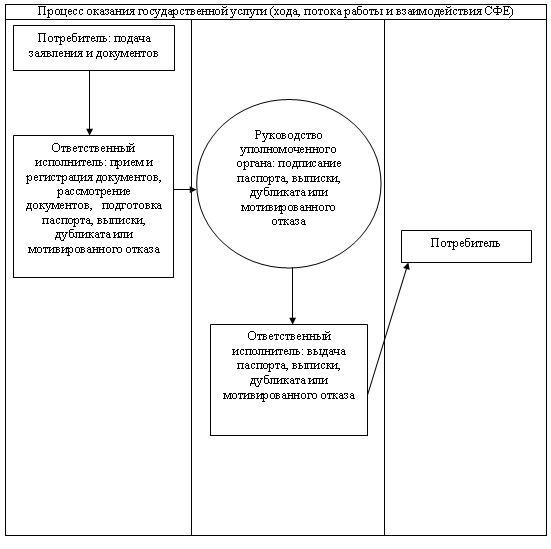 Процесс оказания государственной услуги (хода, потока работы и взаимодействия СФЕ)
Потребитель: подача
заявления и документов
Ответственный
исполнитель: прием и
регистрация документов,
рассмотрение
документов, подготовка
паспорта, выписки,
дубликата или
мотивированного отказа
Руководство
уполномоченного
органа: подписание
паспорта, выписки,
дубликата или
мотивированного
отказа
Ответственный
исполнитель: выдача
паспорта, выписки,
дубликата или
мотивированного отказа
Потребитель